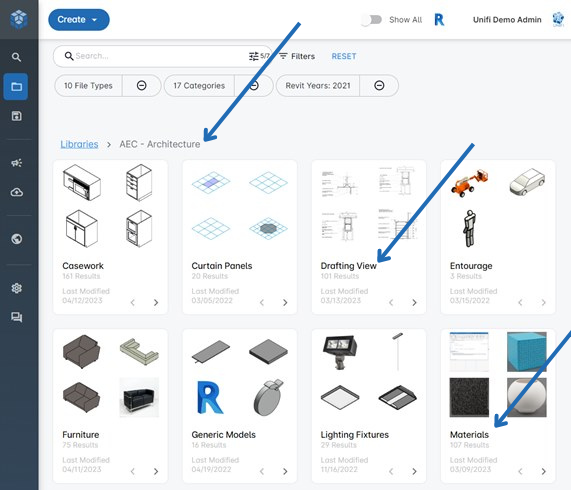 Create
Show All
Unifi Demo Admin
Search...
5/7
Filters
RESET
10 File Types
17 Categories
Revit Years: 2021
Libraries > AEC - Architecture
Casework
161 Results
Last Modified
04/12/2023
Curtain Panels
20 Results
Last Modified
03/05/2022
Drafting View
101 Results
Last Modified
03/13/2023
Entourage
3 Results
Last Modified
03/15/2022
Furniture
75 Results
Last Modified
04/11/2023
Generic Models
16 Results
Last Modified
04/19/2022
Lighting Fixtures
29 Results
Last Modified
11/16/2022
Materials
107 Results
Last Modified
03/09/2023